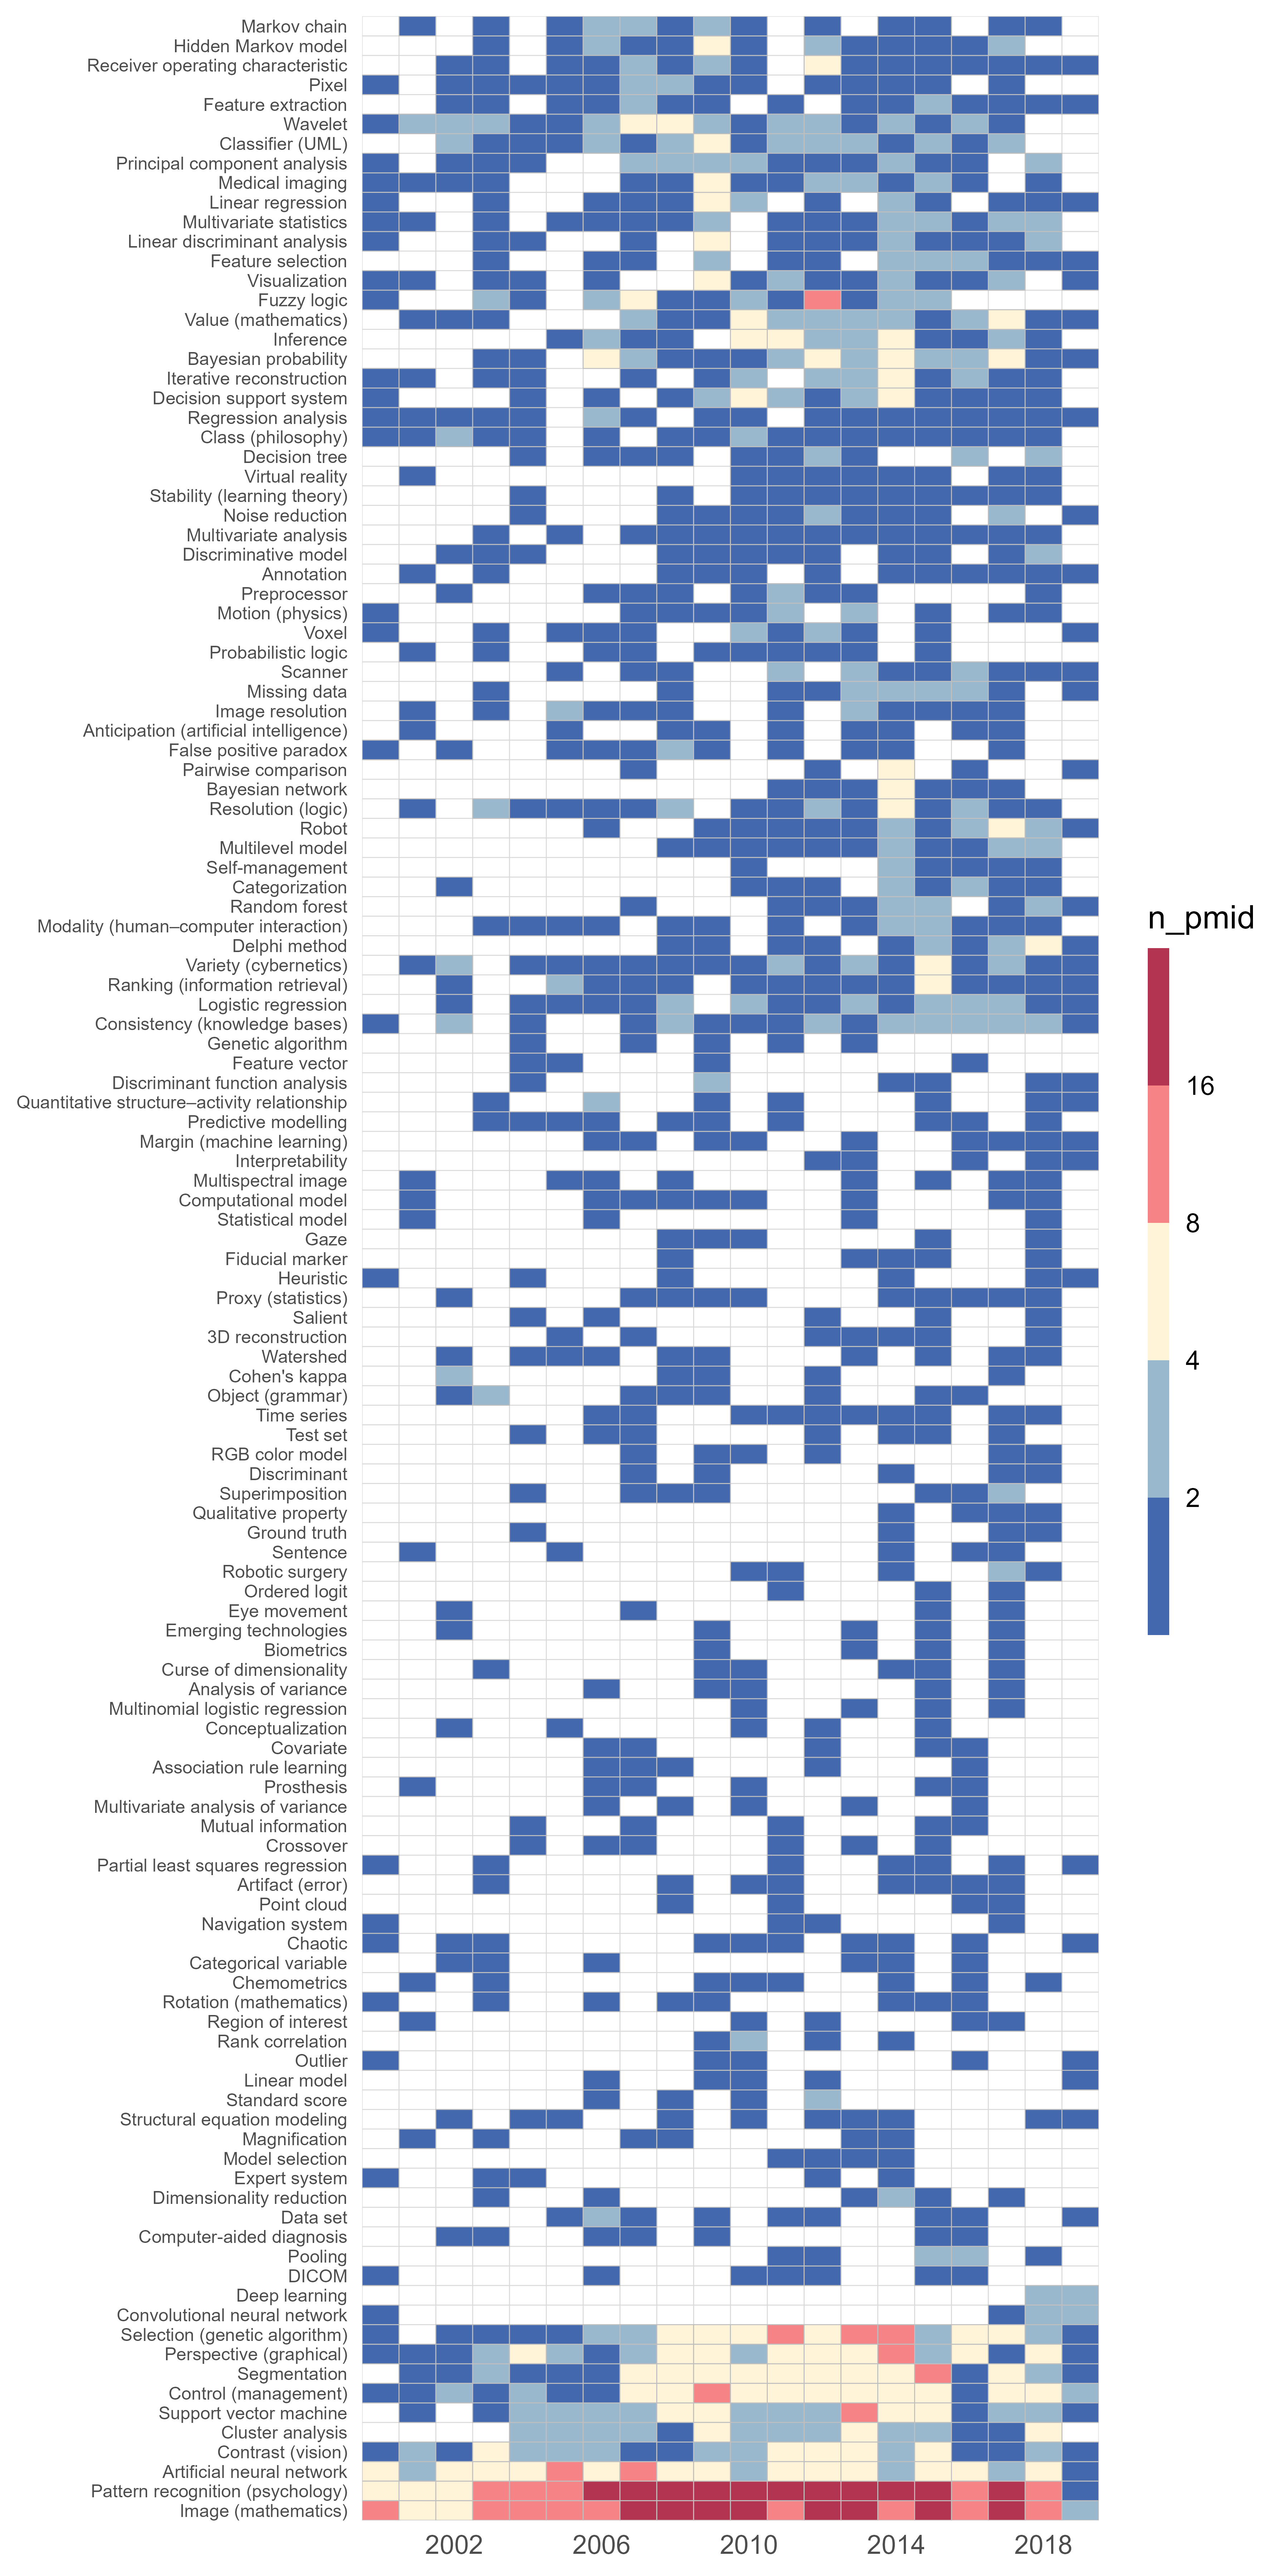 Markov chain
Hidden Markov model
Receiver operating characteristic
Pixel
Feature extraction
Wavelet
Classifier (UML)
Principal component analysis
Medical imaging
Linear regression
Multivariate statistics
Linear discriminant analysis
Feature selection
Visualization
Fuzzy logic
Value (mathematics)
Inference
Bayesian probability
Iterative reconstruction
Decision support system
Regression analysis
Class (philosophy)
Decision tree
Virtual reality
Stability (learning theory)
Noise reduction
Multivariate analysis
Discriminative model
Annotation
Preprocessor
Motion (physics)
Voxel
Probabilistic logic
Scanner
Missing data
Image resolution
Anticipation (artificial intelligence)
False positive paradox
Pairwise comparison
Bayesian network
Resolution (logic)
Robot
Multilevel model
Self-management
Categorization
Random forest
Modality (human–computer interaction)
Delphi method
Variety (cybernetics)
Ranking (information retrieval)
Logistic regression
Consistency (knowledge bases)
Genetic algorithm
Feature vector
Discriminant function analysis
Quantitative structure–activity relationship
Predictive modelling
Margin (machine learning)
Interpretability
Multispectral image
Computational model
Statistical model
Gaze
Fiducial marker
Heuristic
Proxy (statistics)
Salient
3D reconstruction
Watershed
Cohen's kappa
Object (grammar)
Time series
Test set
RGB color model
Discriminant
Superimposition
Qualitative property
Ground truth
Sentence
Robotic surgery
Ordered logit
Eye movement
Emerging technologies
Biometrics
Curse of dimensionality
Analysis of variance
Multinomial logistic regression
Conceptualization
Covariate
Association rule learning
Prosthesis
Multivariate analysis of variance
Mutual information
Crossover
Partial least squares regression
Artifact (error)
Point cloud
Navigation system
Chaotic
Categorical variable
Chemometrics
Rotation (mathematics)
Region of interest
Rank correlation
Outlier
Linear model
Standard score
Structural equation modeling
Magnification
Model selection
Expert system
Dimensionality reduction
Data set
Computer-aided diagnosis
Pooling
DICOM
Deep learning
Convolutional neural network
Selection (genetic algorithm)
Perspective (graphical)
Segmentation
Control (management)
Support vector machine
Cluster analysis
Contrast (vision)
Artificial neural network
Pattern recognition (psychology)
Image (mathematics)
2002 2006 2010 2014 2018
n_pmid
16
8
4
2